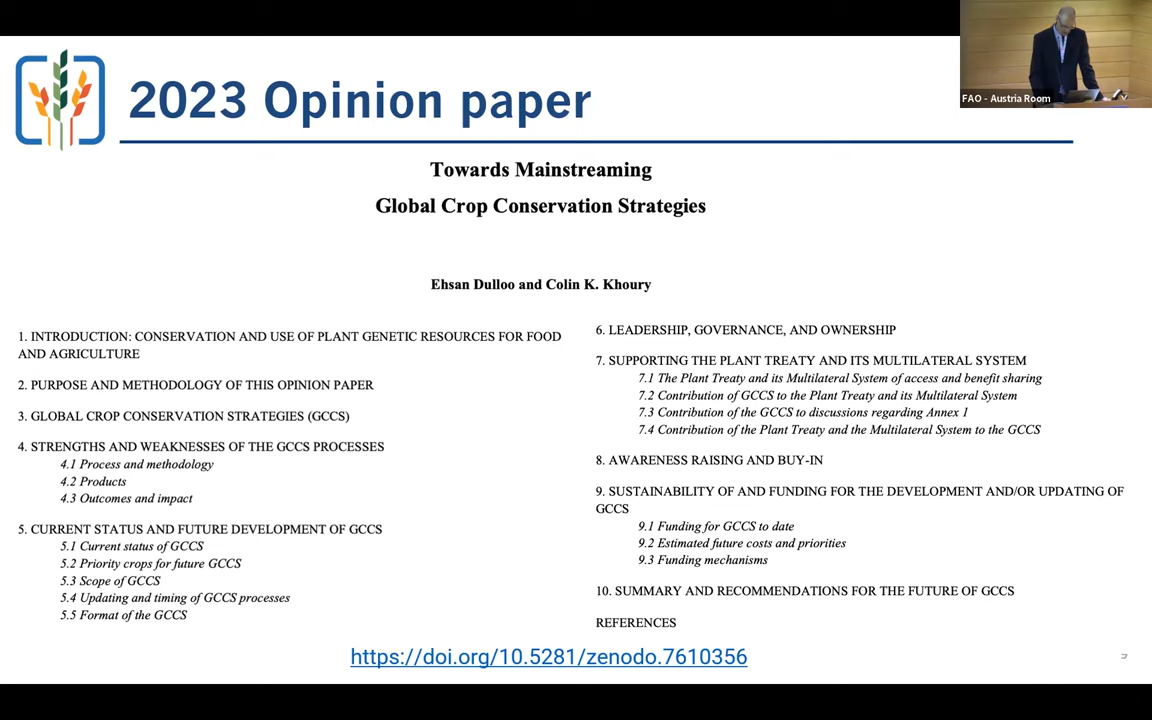 2023 Opinion paper
FAO - Austria Room
Towards Mainstreaming
Global Crop Conservation Strategies
Ehsan Dulloo and Colin K. Khoury
1. INTRODUCTION: CONSERVATION AND USE OF PLANT GENETIC RESOURCES FOR FOOD
AND AGRICULTURE
2. PURPOSE AND METHODOLOGY OF THIS OPINION PAPER
3. GLOBAL CROP CONSERVATION STRATEGIES (GCCS)
4. STRENGTHS AND WEAKNESSES OF THE GCCS PROCESSES
4.1 Process and methodology
4.2 Products
4.3 Outcomes and impact
5. CURRENT STATUS AND FUTURE DEVELOPMENT OF GCCS
5.1 Current status of GCCS
5.2 Priority crops for future GCCS
5.3 Scope of GCCS
5.4 Updating and timing of GCCS processes
5.5 Format of the GCCS
6. LEADERSHIP, GOVERNANCE, AND OWNERSHIP
7. SUPPORTING THE PLANT TREATY AND ITS MULTILATERAL SYSTEM
7.1 The Plant Treaty and its Multilateral System of access and benefit sharing
7.2 Contribution of GCCS to the Plant Treaty and its Multilateral System
7.3 Contribution of the GCCS to discussions regarding Annex 1
7.4 Contribution of the Plant Treaty and the Multilateral System to the GCCS
8. AWARENESS RAISING AND BUY-IN
9. SUSTAINABILITY OF AND FUNDING FOR THE DEVELOPMENT AND/OR UPDATING OF
GCCS
9.1 Funding for GCCS to date
9.2 Estimated future costs and priorities
9.3 Funding mechanisms
10. SUMMARY AND RECOMMENDATIONS FOR THE FUTURE OF GCCS
REFERENCES
https://doi.org/10.5281/zenodo.7610356